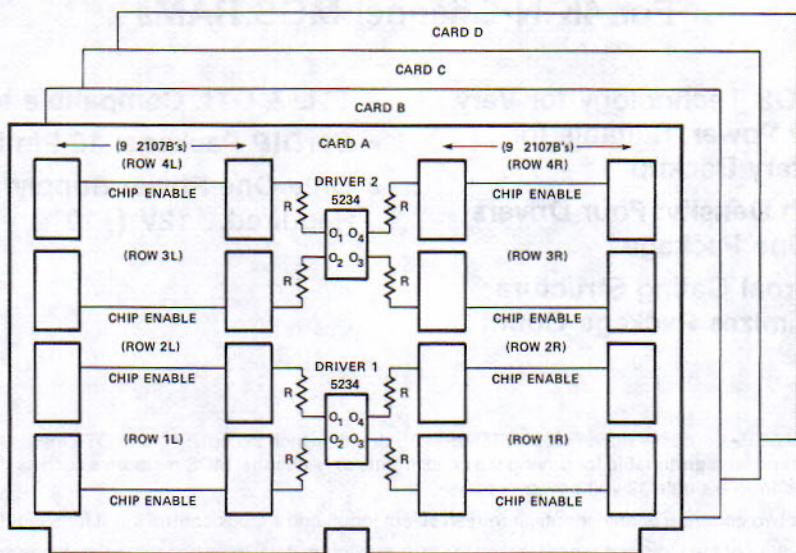 CARD D
CARD C
CARD B
CARD A
(9 2107B's)
(9 2107B's)
(ROW 4L)
DRIVER 2
(ROW 4R)
CHIP ENABLE
R
5234
R
CHIP ENABLE
O1 O4
O2 O3
(ROW 3L)
R
R
(ROW 3R)
CHIP ENABLE
CHIP ENABLE
(ROW 2L)
DRIVER 1
(ROW 2R)
CHIP ENABLE
R
5234
R
CHIP ENABLE
O1 O4
O2 O3
(ROW 1L)
R
R
(ROW 1R)
CHIP ENABLE
CHIP ENABLE